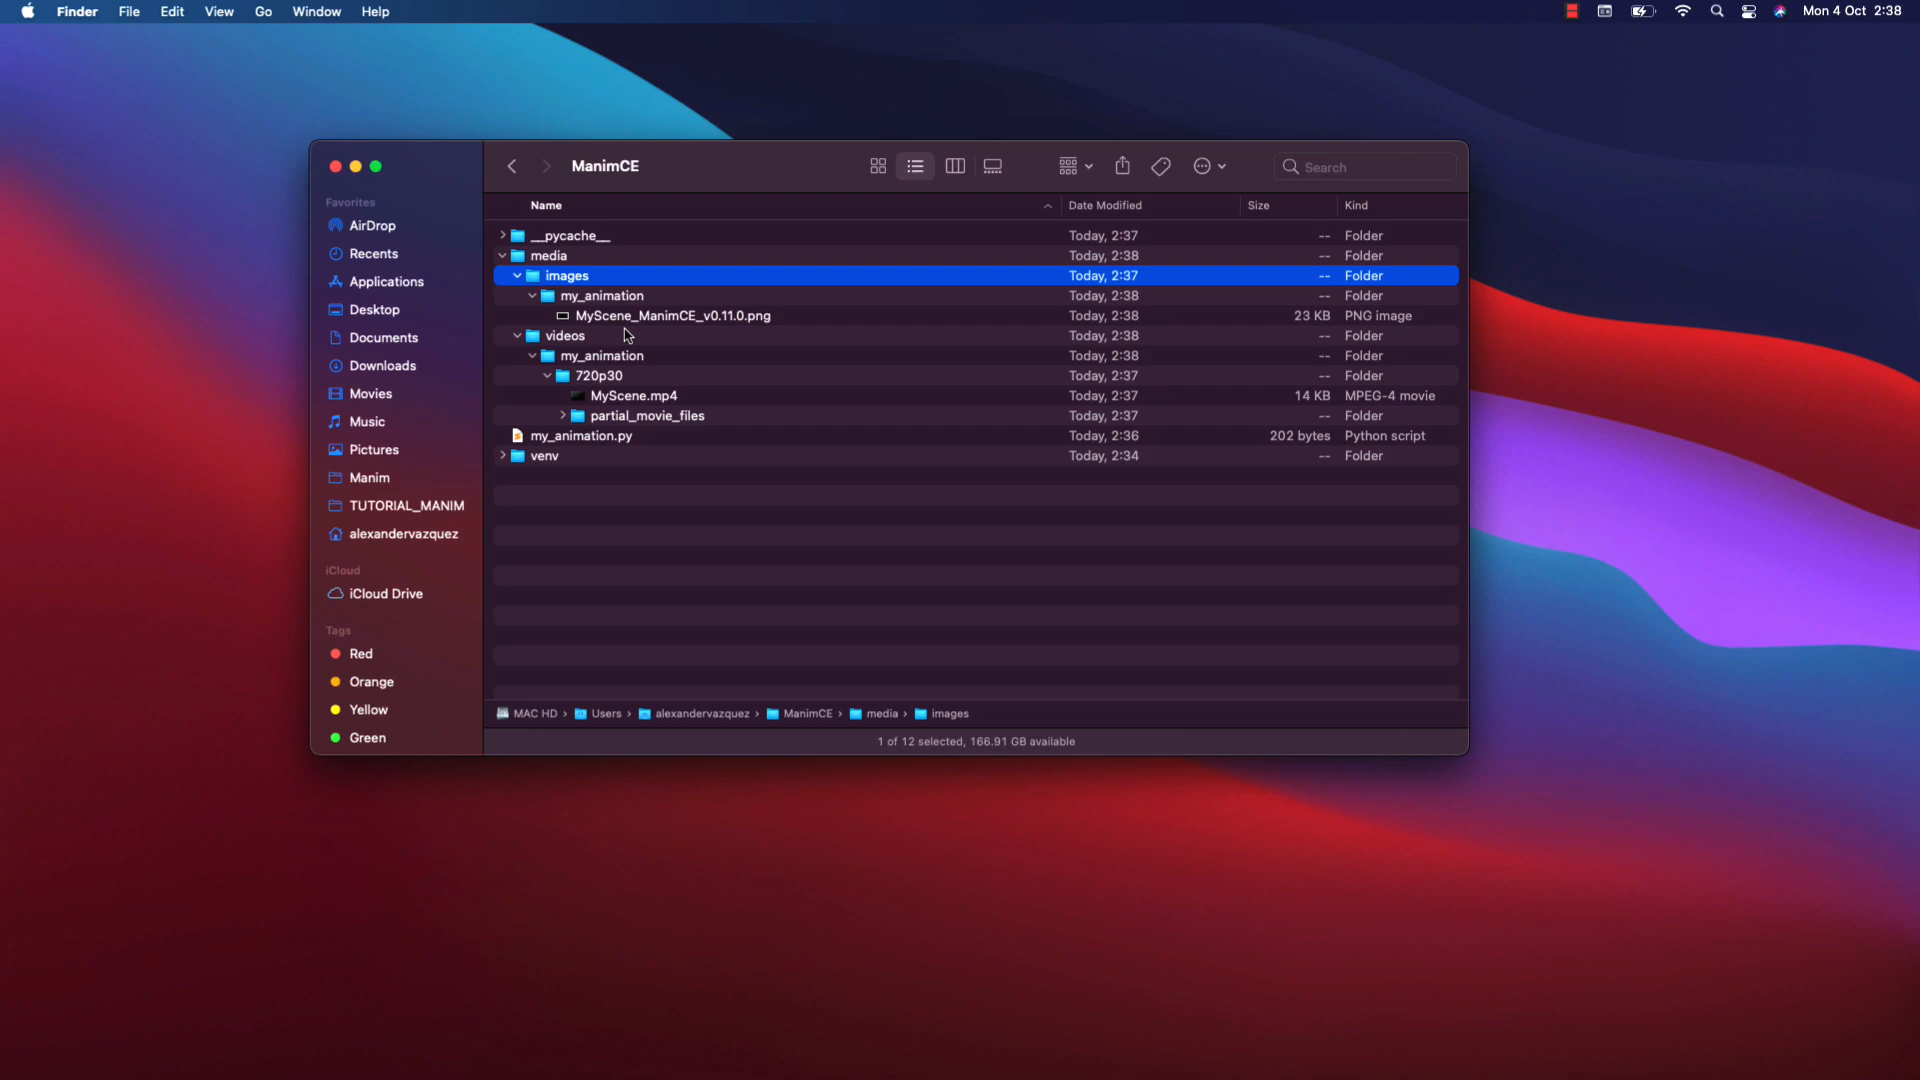 Finder File Edit View Go Window Help Mon 4 Oct 2:38
ManimCE Search
Favorites
AirDrop
Recents
Applications
Desktop
Documents
Downloads
Movies
Music
Pictures
Manim
TUTORIAL_MANIM
alexandervazquez
iCloud
iCloud Drive
Tags
Red
Orange
Yellow
Green
Name Date Modified Size Kind
__pycache__ Today, 2:37 -- Folder
media Today, 2:38 -- Folder
images Today, 2:37 -- Folder
my_animation Today, 2:38 -- Folder
MyScene_ManimCE_v0.11.0.png Today, 2:38 23 KB PNG image
videos Today, 2:38 -- Folder
my_animation Today, 2:38 -- Folder
720p30 Today, 2:37 -- Folder
MyScene.mp4 Today, 2:37 14 KB MPEG-4 movie
partial_movie_files Today, 2:37 -- Folder
my_animation.py Today, 2:36 202 bytes Python script
venv Today, 2:34 -- Folder
MAC HD › Users › alexandervazquez › ManimCE › media › images
1 of 12 selected, 166.91 GB available